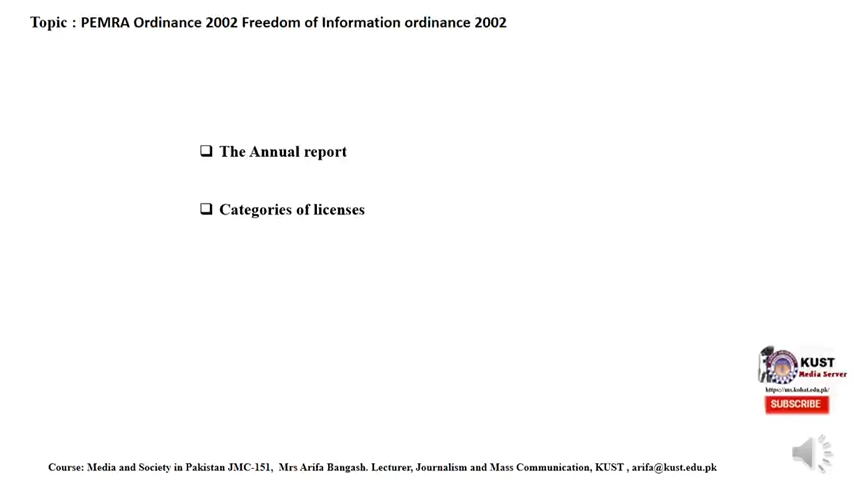 Topic : PEMRA Ordinance 2002 Freedom of Information ordinance 2002
The Annual report
Categories of licenses
KUST
Media Server
https://ms.kohat.edu.pk/
SUBSCRIBE
Course: Media and Society in Pakistan JMC-151, Mrs Arifa Bangash. Lecturer, Journalism and Mass Communication, KUST , arifa@kust.edu.pk